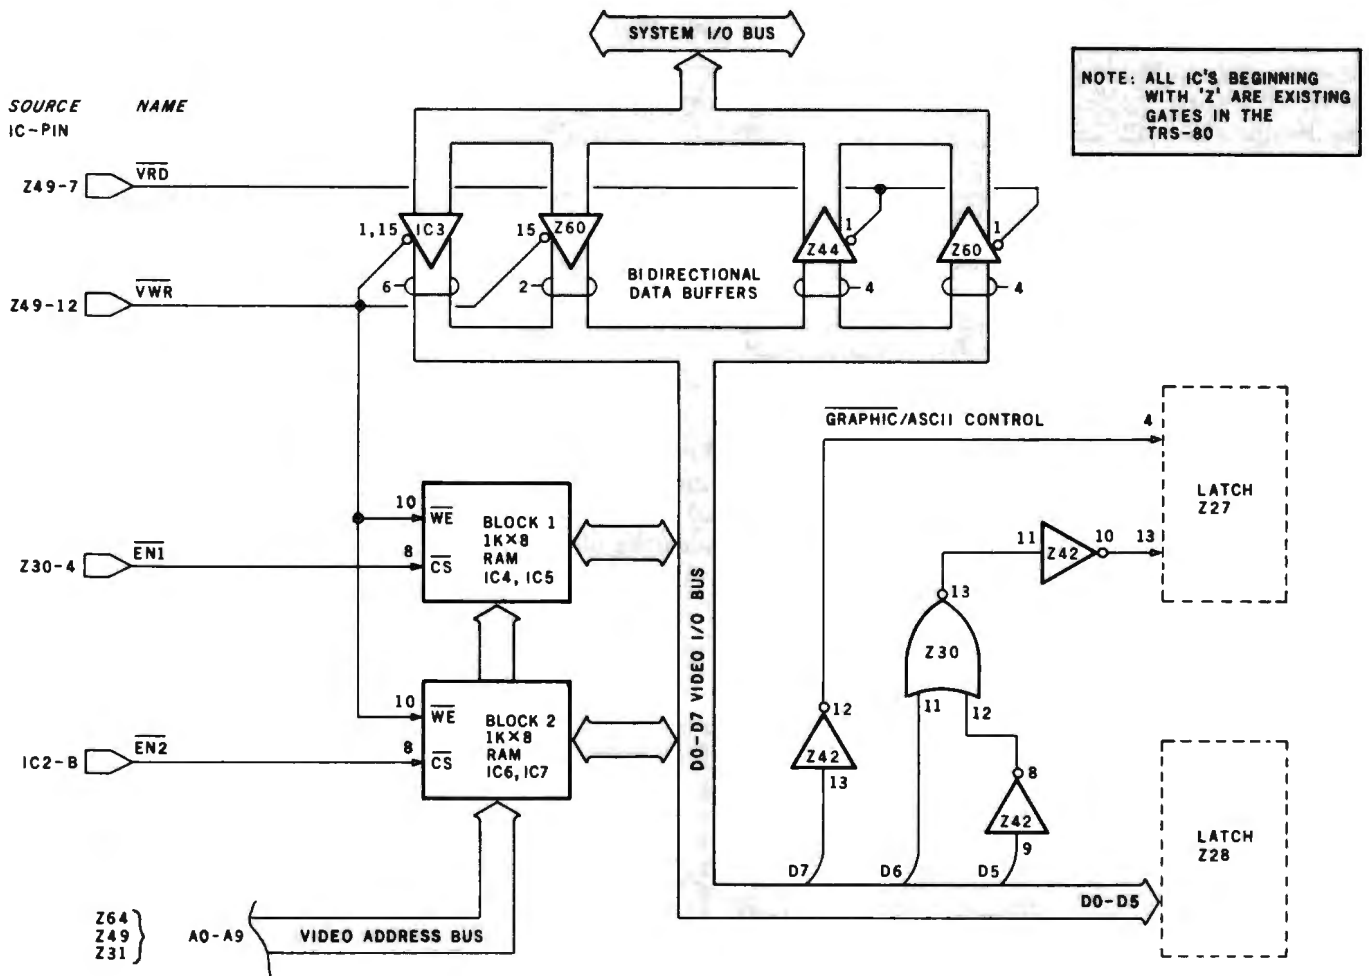 SYSTEM I/O BUS
NOTE: ALL IC'S BEGINNING
WITH 'Z' ARE EXISTING
GATES IN THE
TRS-80
SOURCE NAME
IC-PIN
Z49-7 VRD
1,15 IC3
15 Z60
Z44 1
Z60 1
Z49-12 VWR
6
2
BIDIRECTIONAL
DATA BUFFERS
4
4
GRAPHIC/ASCII CONTROL 4
LATCH
Z27
10 WE
BLOCK 1
1K×8
RAM
IC4, IC5
Z30-4 EN1 8 CS
11 Z42 10 13
13
Z30
11 12
D0-D7 VIDEO I/O BUS
10 WE
BLOCK 2
1K×8
RAM
IC6, IC7
IC2-8 EN2 8 CS
12
Z42
13
8
Z42
9
LATCH
Z28
D7 D6 D5
D0-D5
Z64
Z49
Z31
A0-A9 VIDEO ADDRESS BUS